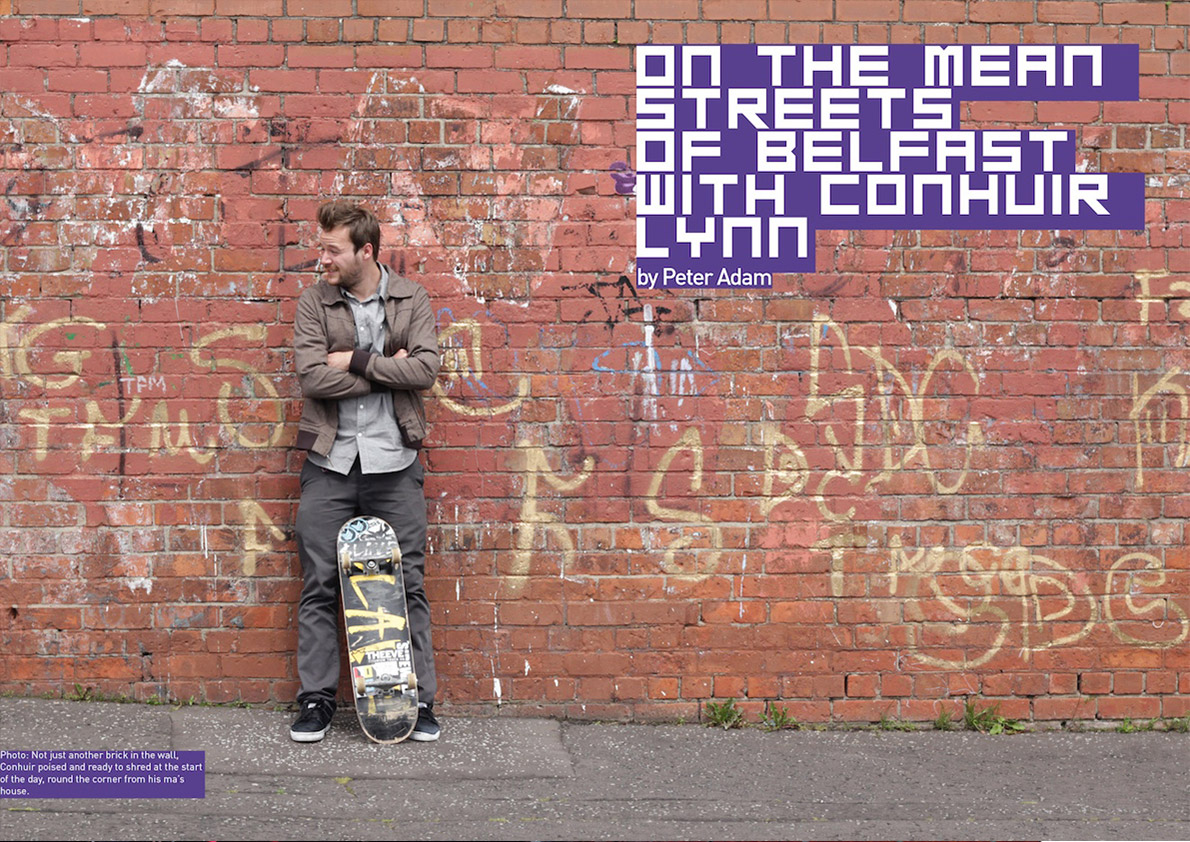 ON THE MEAN
STREETS
OF BELFAST
WITH CONHUIR
LYNN
by Peter Adam
TPM
THEEVE
Photo: Not just another brick in the wall,
Conhuir poised and ready to shred at the start
of the day, round the corner from his ma's
house.